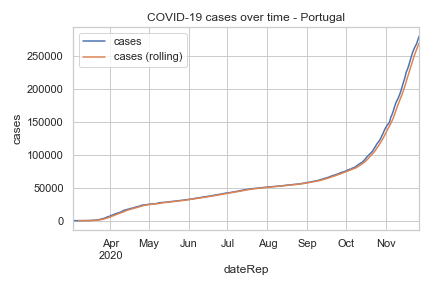 COVID-19 cases over time - Portugal
cases
cases (rolling)
250000
200000
150000
100000
50000
0
cases
Apr May Jun Jul Aug Sep Oct Nov
2020
dateRep